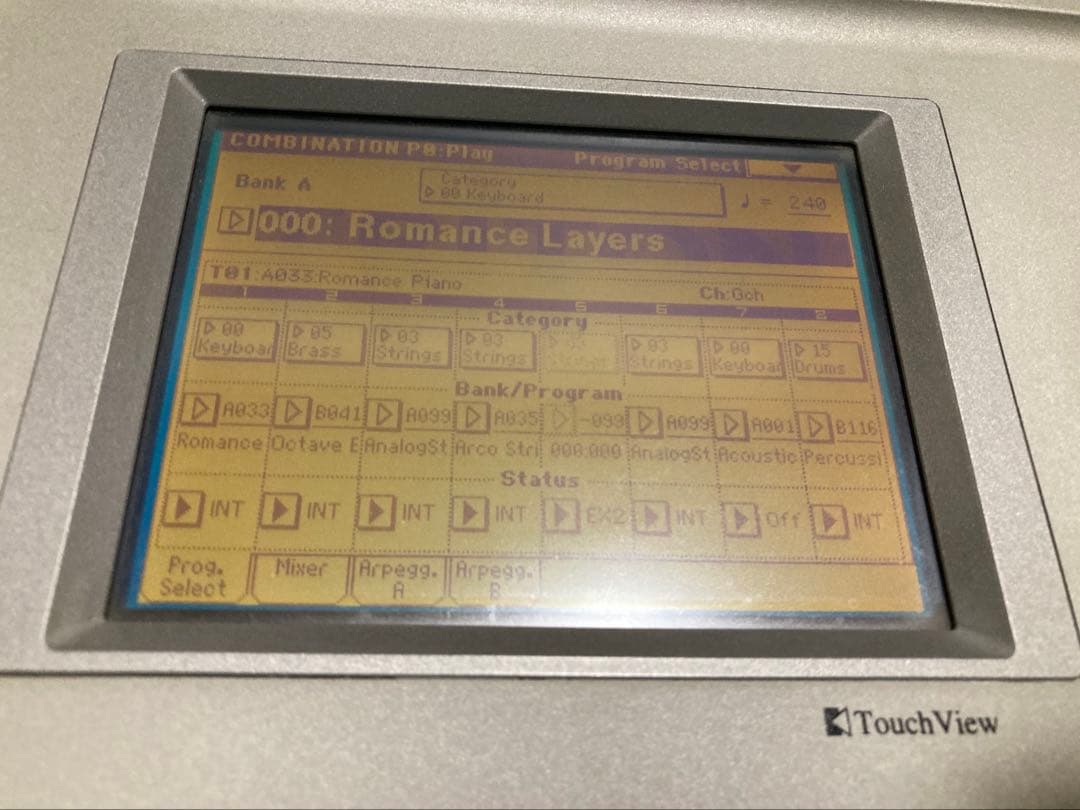 COMBINATION P0:Play Program Select
Bank A
Category
00 Keyboard
♩ = 240
000: Romance Layers
T01:A033:Romance Piano Ch:Gch
1 2 3 4 5 6 7 8
Category
00 05 03 03 03 00 15
Keyboar Brass Strings Strings Strings Keyboar Drums
Bank/Program
A033 B041 A099 A035 -099 A099 A001 B116
Romance Octave E AnalogSt Arco Stri 000:000 AnalogSt Acoustic Percussi
Status
INT INT INT INT EX2 INT Off INT
Prog. Select
Mixer
Arpegg. A
Arpegg. B
TouchView